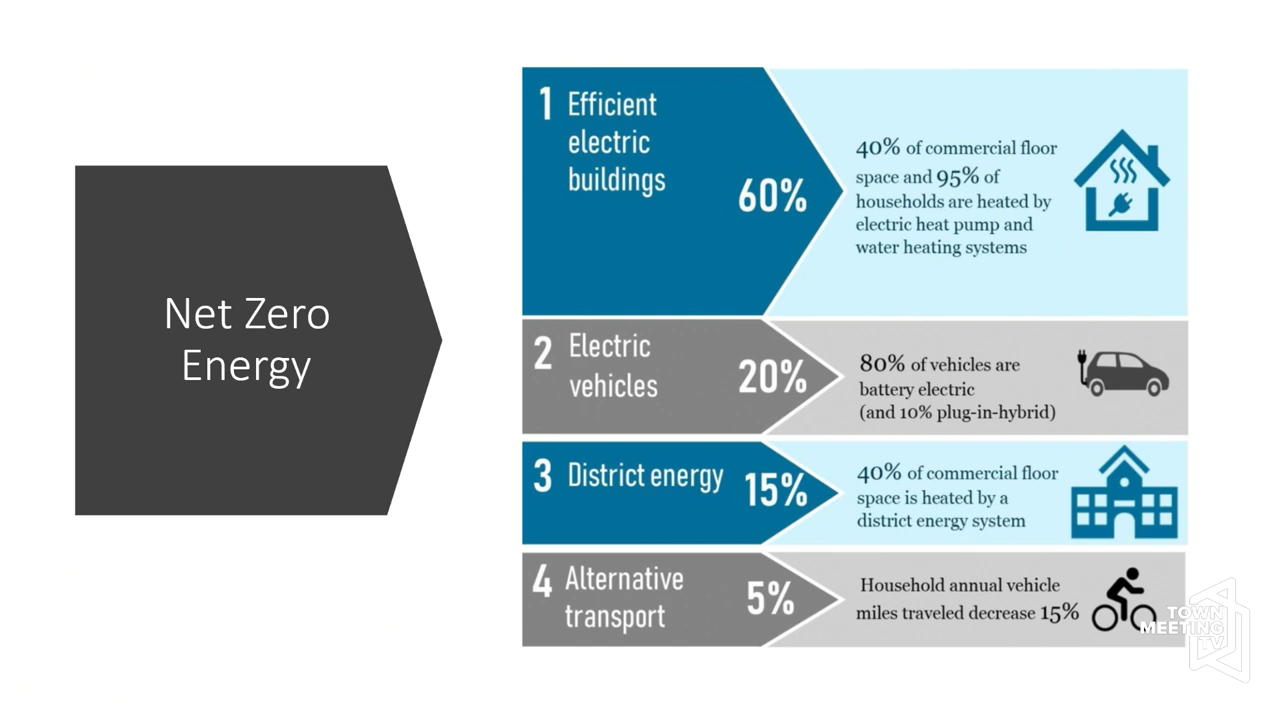 Net Zero
Energy
1 Efficient
electric
buildings
60%
40% of commercial floor
space and 95% of
households are heated by
electric heat pump and
water heating systems
2 Electric
vehicles
20%
80% of vehicles are
battery electric
(and 10% plug-in-hybrid)
3 District energy 15%
40% of commercial floor
space is heated by a
district energy system
4 Alternative
transport
5%
Household annual vehicle
miles traveled decrease 15%
TOWN
MEETING
TV